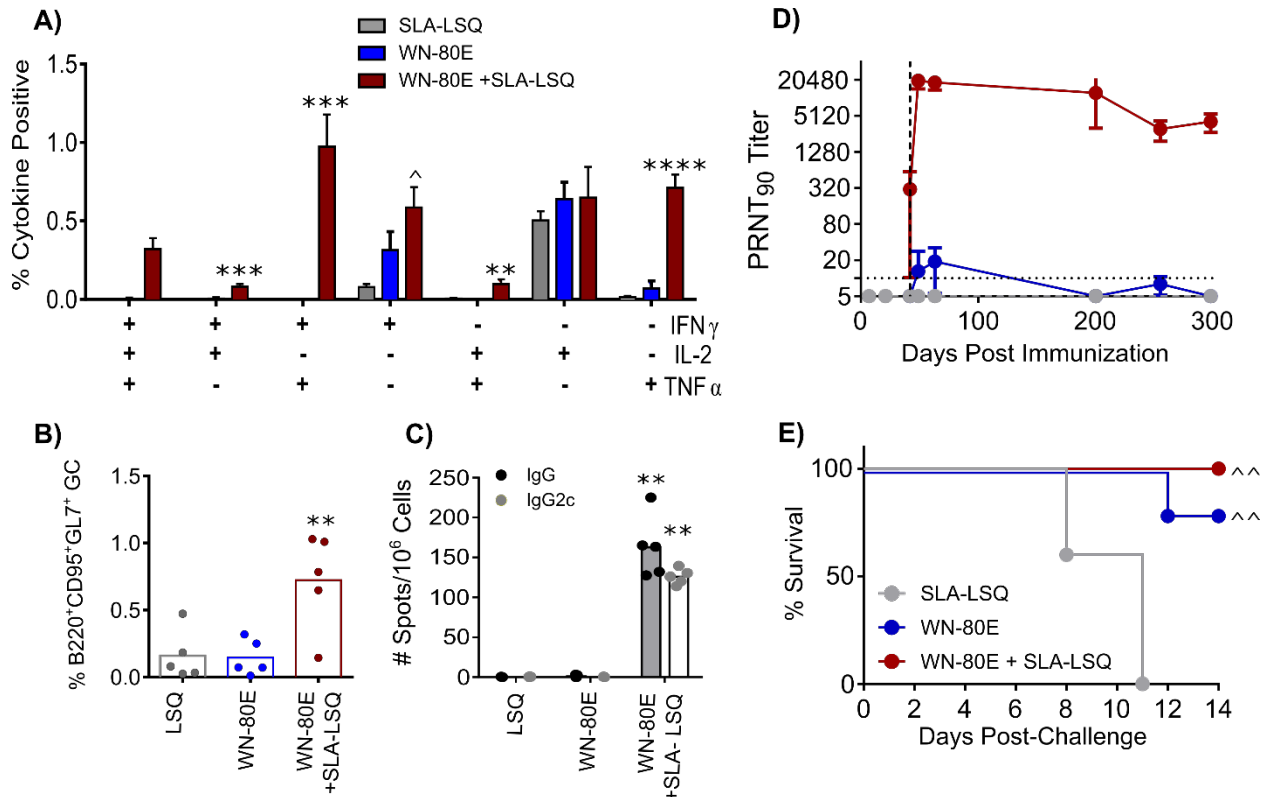 A)
SLA-LSQ
WN-80E
WN-80E +SLA-LSQ
% Cytokine Positive
1.5
1.0
0.5
0.0
***
***
^
**
****
+ + + + - - - IFNγ
+ + - - + + - IL-2
+ - + - + - + TNFα
B)
% B220+CD95+GL7+ GC
1.5
1.0
0.5
0.0
**
LSQ
WN-80E
WN-80E
+SLA-LSQ
C)
# Spots/10⁶ Cells
250
200
150
100
50
0
IgG
IgG2c
**
**
LSQ
WN-80E
WN-80E
+SLA- LSQ
D)
PRNT₉₀ Titer
20480
5120
1280
320
80
20
5
100 200 300
Days Post Immunization
E)
% Survival
100
50
0
^^
^^
SLA-LSQ
WN-80E
WN-80E + SLA-LSQ
0 2 4 6 8 10 12 14
Days Post-Challenge